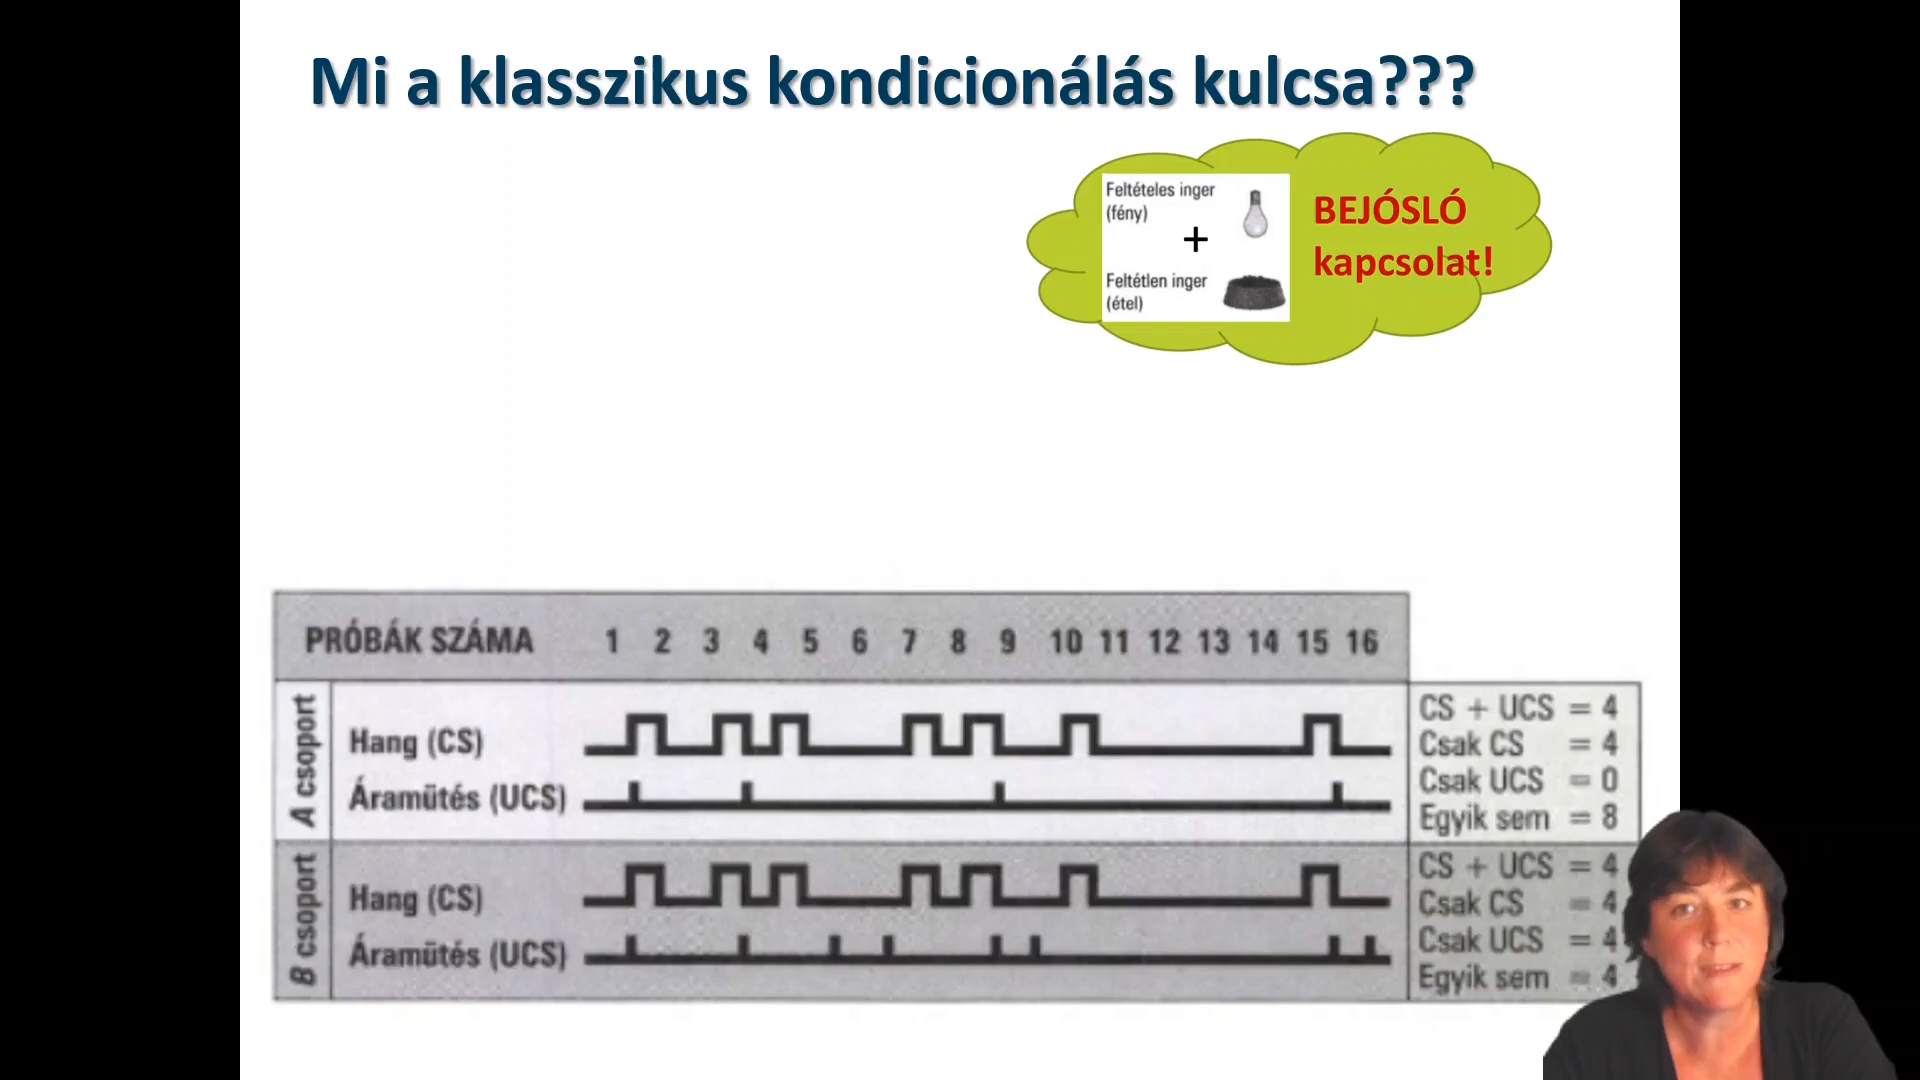 Mi a klasszikus kondicionálás kulcsa???
Feltételes inger
(fény)
+
Feltétlen inger
(étel)
BEJÓSLÓ
kapcsolat!
PRÓBÁK SZÁMA 1 2 3 4 5 6 7 8 9 10 11 12 13 14 15 16
A csoport
Hang (CS)
Áramütés (UCS)
CS + UCS = 4
Csak CS = 4
Csak UCS = 0
Egyik sem = 8
B csoport
Hang (CS)
Áramütés (UCS)
CS + UCS = 4
Csak CS = 4
Csak UCS = 4
Egyik sem = 4